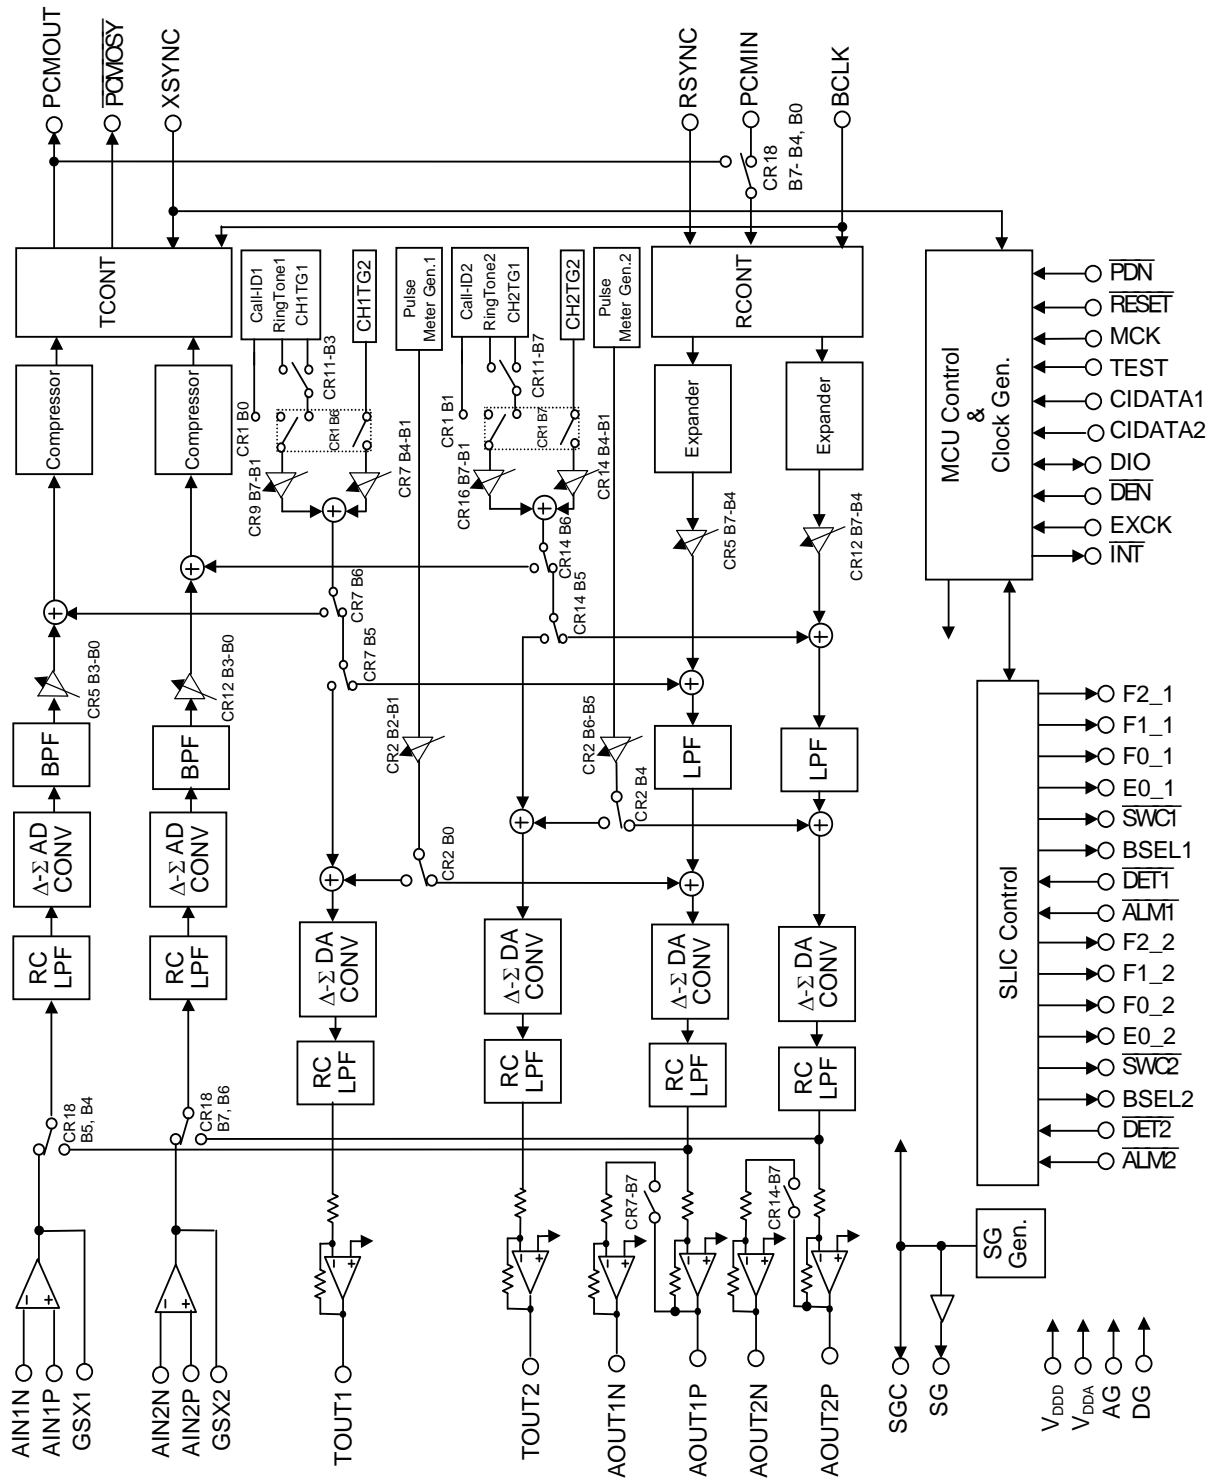 AIN1N
AIN1P
GSX1
AIN2N
AIN2P
GSX2
TOUT1
TOUT2
AOUT1N
AOUT1P
AOUT2N
AOUT2P
SGC
SG
VDDD
VDDA
AG
DG
CR18
B5, B4
CR18
B7, B6
RC
LPF
Δ-Σ AD
CONV
BPF
CR5 B3-B0
Compressor
RC
LPF
Δ-Σ AD
CONV
BPF
CR12 B3-B0
Compressor
TCONT
PCMOUT
PCMOSY
XSYNC
RC
LPF
Δ-Σ DA
CONV
CR7 B5
CR7 B6
CR9 B7-B1
CR1 B0
CR1 B6
CR11-B3
Call-ID1
RingTone1
CH1TG1
CH1TG2
CR7 B4-B1
CR2 B0
CR2 B2-B1
Pulse
Meter Gen.1
RC
LPF
Δ-Σ DA
CONV
CR14 B5
CR14 B6
CR16 B7-B1
CR1 B1
CR1 B7
CR11-B7
Call-ID2
RingTone2
CH2TG1
CH2TG2
CR14 B4-B1
CR2 B4
CR2 B6-B5
Pulse
Meter Gen.2
CR7-B7
RC
LPF
Δ-Σ DA
CONV
LPF
CR5 B7-B4
Expander
CR14-B7
RC
LPF
Δ-Σ DA
CONV
LPF
CR12 B7-B4
Expander
RCONT
CR18
B7- B4, B0
RSYNC
PCMIN
BCLK
SG
Gen.
SLIC Control
MCU Control
&
Clock Gen.
PDN
RESET
MCK
TEST
CIDATA1
CIDATA2
DIO
DEN
EXCK
INT
F2_1
F1_1
F0_1
E0_1
SWC1
BSEL1
DET1
ALM1
F2_2
F1_2
F0_2
E0_2
SWC2
BSEL2
DET2
ALM2